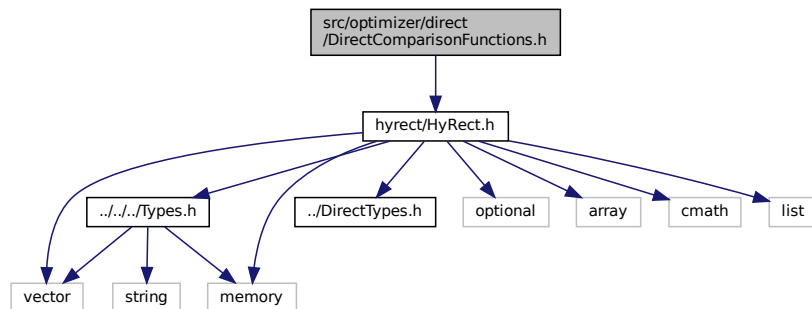 src/optimizer/direct
/DirectComparisonFunctions.h
hyrect/HyRect.h
../../../Types.h
../DirectTypes.h
optional
array
cmath
list
vector
string
memory